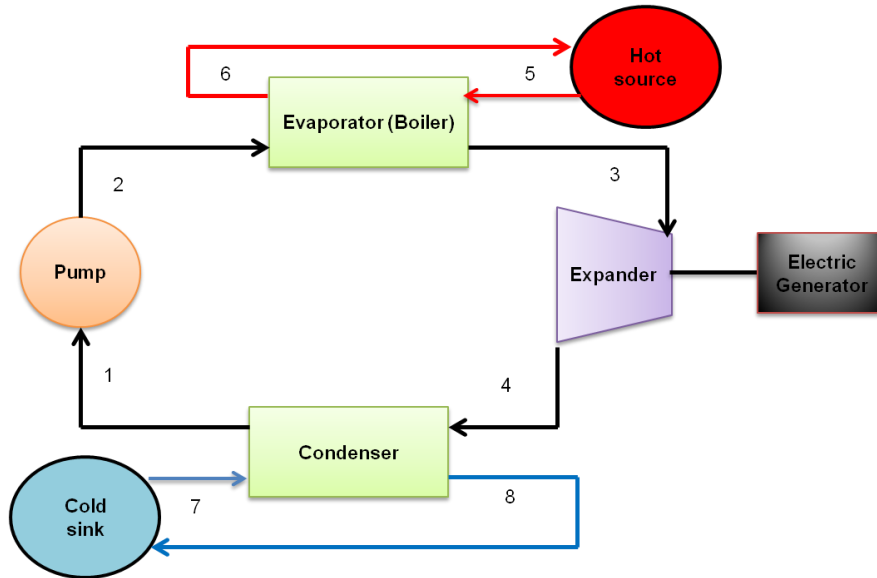 Hot
source
6
5
Evaporator (Boiler)
2
3
Pump
Expander
Electric
Generator
1
4
Condenser
7
8
Cold
sink